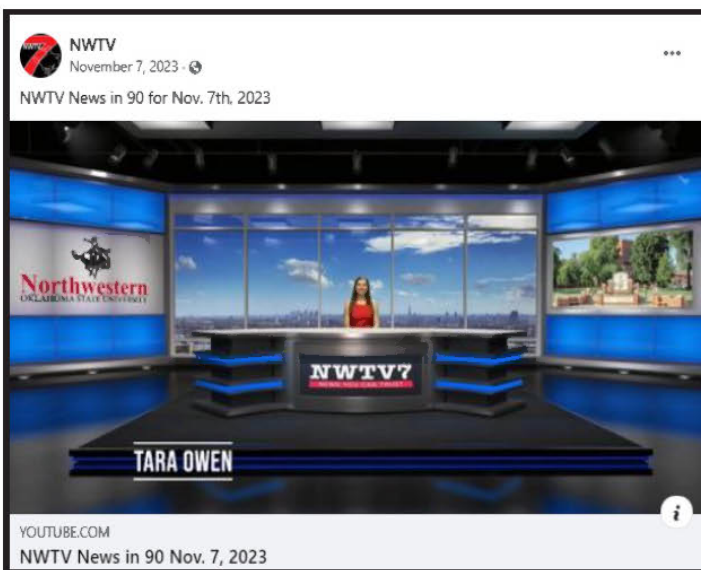 NWTV
November 7, 2023 ·
NWTV News in 90 for Nov. 7th, 2023
Northwestern
OKLAHOMA STATE UNIVERSITY
NWTV7
NEWS YOU CAN TRUST
TARA OWEN
YOUTUBE.COM
NWTV News in 90 Nov. 7, 2023